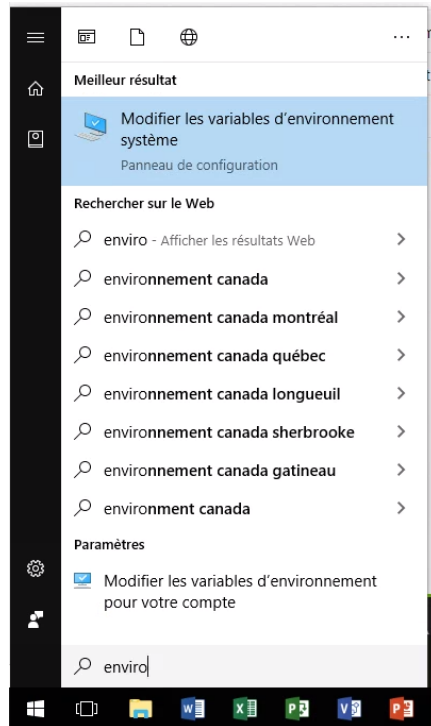 Meilleur résultat
Modifier les variables d'environnement
système
Panneau de configuration
Rechercher sur le Web
enviro - Afficher les résultats Web
environnement canada
environnement canada montréal
environnement canada québec
environnement canada longueuil
environnement canada sherbrooke
environnement canada gatineau
environment canada
Paramètres
Modifier les variables d'environnement
pour votre compte
enviro